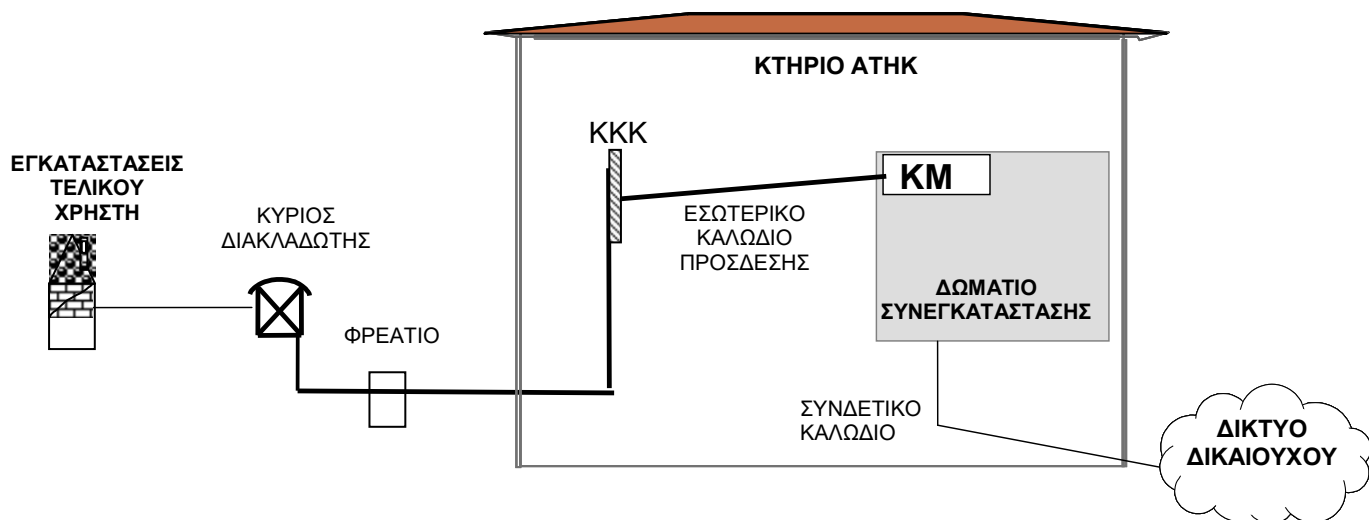 ΚΤΗΡΙΟ ΑΤΗΚ
ΚΚΚ
ΚΜ
ΕΓΚΑΤΑΣΤΑΣΕΙΣ
ΤΕΛΙΚΟΥ
ΧΡΗΣΤΗ
ΚΥΡΙΟΣ
ΔΙΑΚΛΑΔΩΤΗΣ
ΕΣΩΤΕΡΙΚΟ
ΚΑΛΩΔΙΟ
ΠΡΟΣΔΕΣΗΣ
ΔΩΜΑΤΙΟ
ΣΥΝΕΓΚΑΤΑΣΤΑΣΗΣ
ΦΡΕΑΤΙΟ
ΣΥΝΔΕΤΙΚΟ
ΚΑΛΩΔΙΟ
ΔΙΚΤΥΟ
ΔΙΚΑΙΟΥΧΟΥ